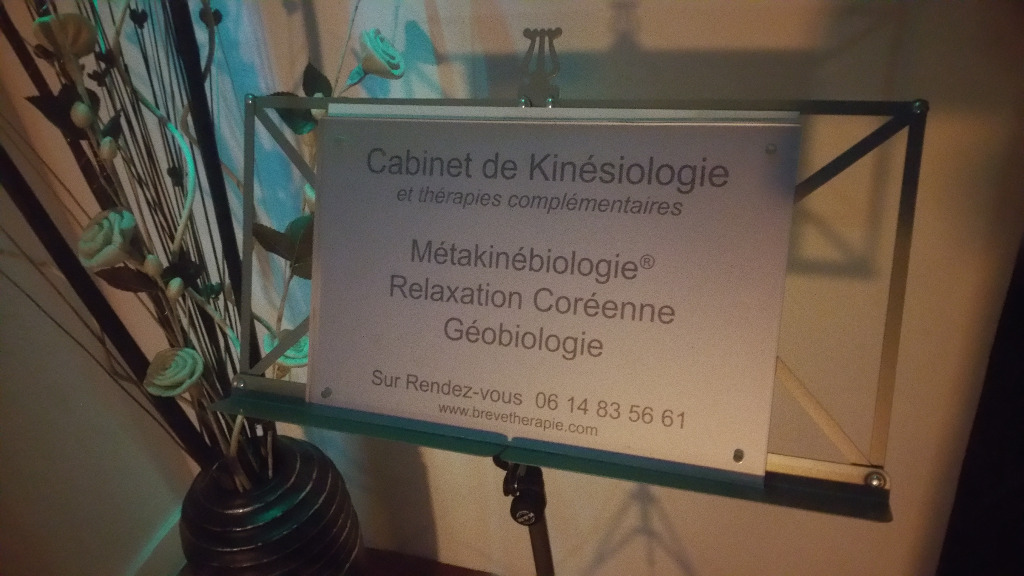 Cabinet de Kinésiologie
et thérapies complémentaires
Métakinébiologie®
Relaxation Coréenne
Géobiologie
Sur Rendez-vous 06 14 83 56 61
www.brevetherapie.com